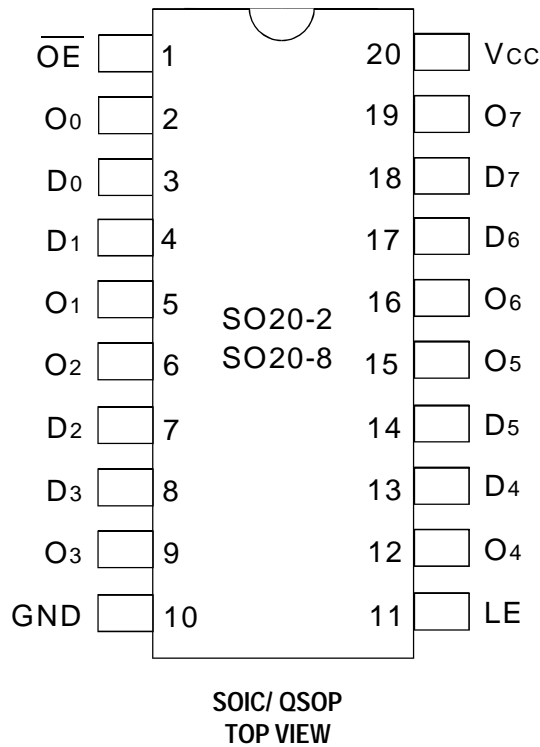 OE 1 20 VCC
O0 2 19 O7
D0 3 18 D7
D1 4 17 D6
O1 5 16 O6
SO20-2
O2 6 15 O5
SO20-8
D2 7 14 D5
D3 8 13 D4
O3 9 12 O4
GND 10 11 LE
SOIC/ QSOP
TOP VIEW